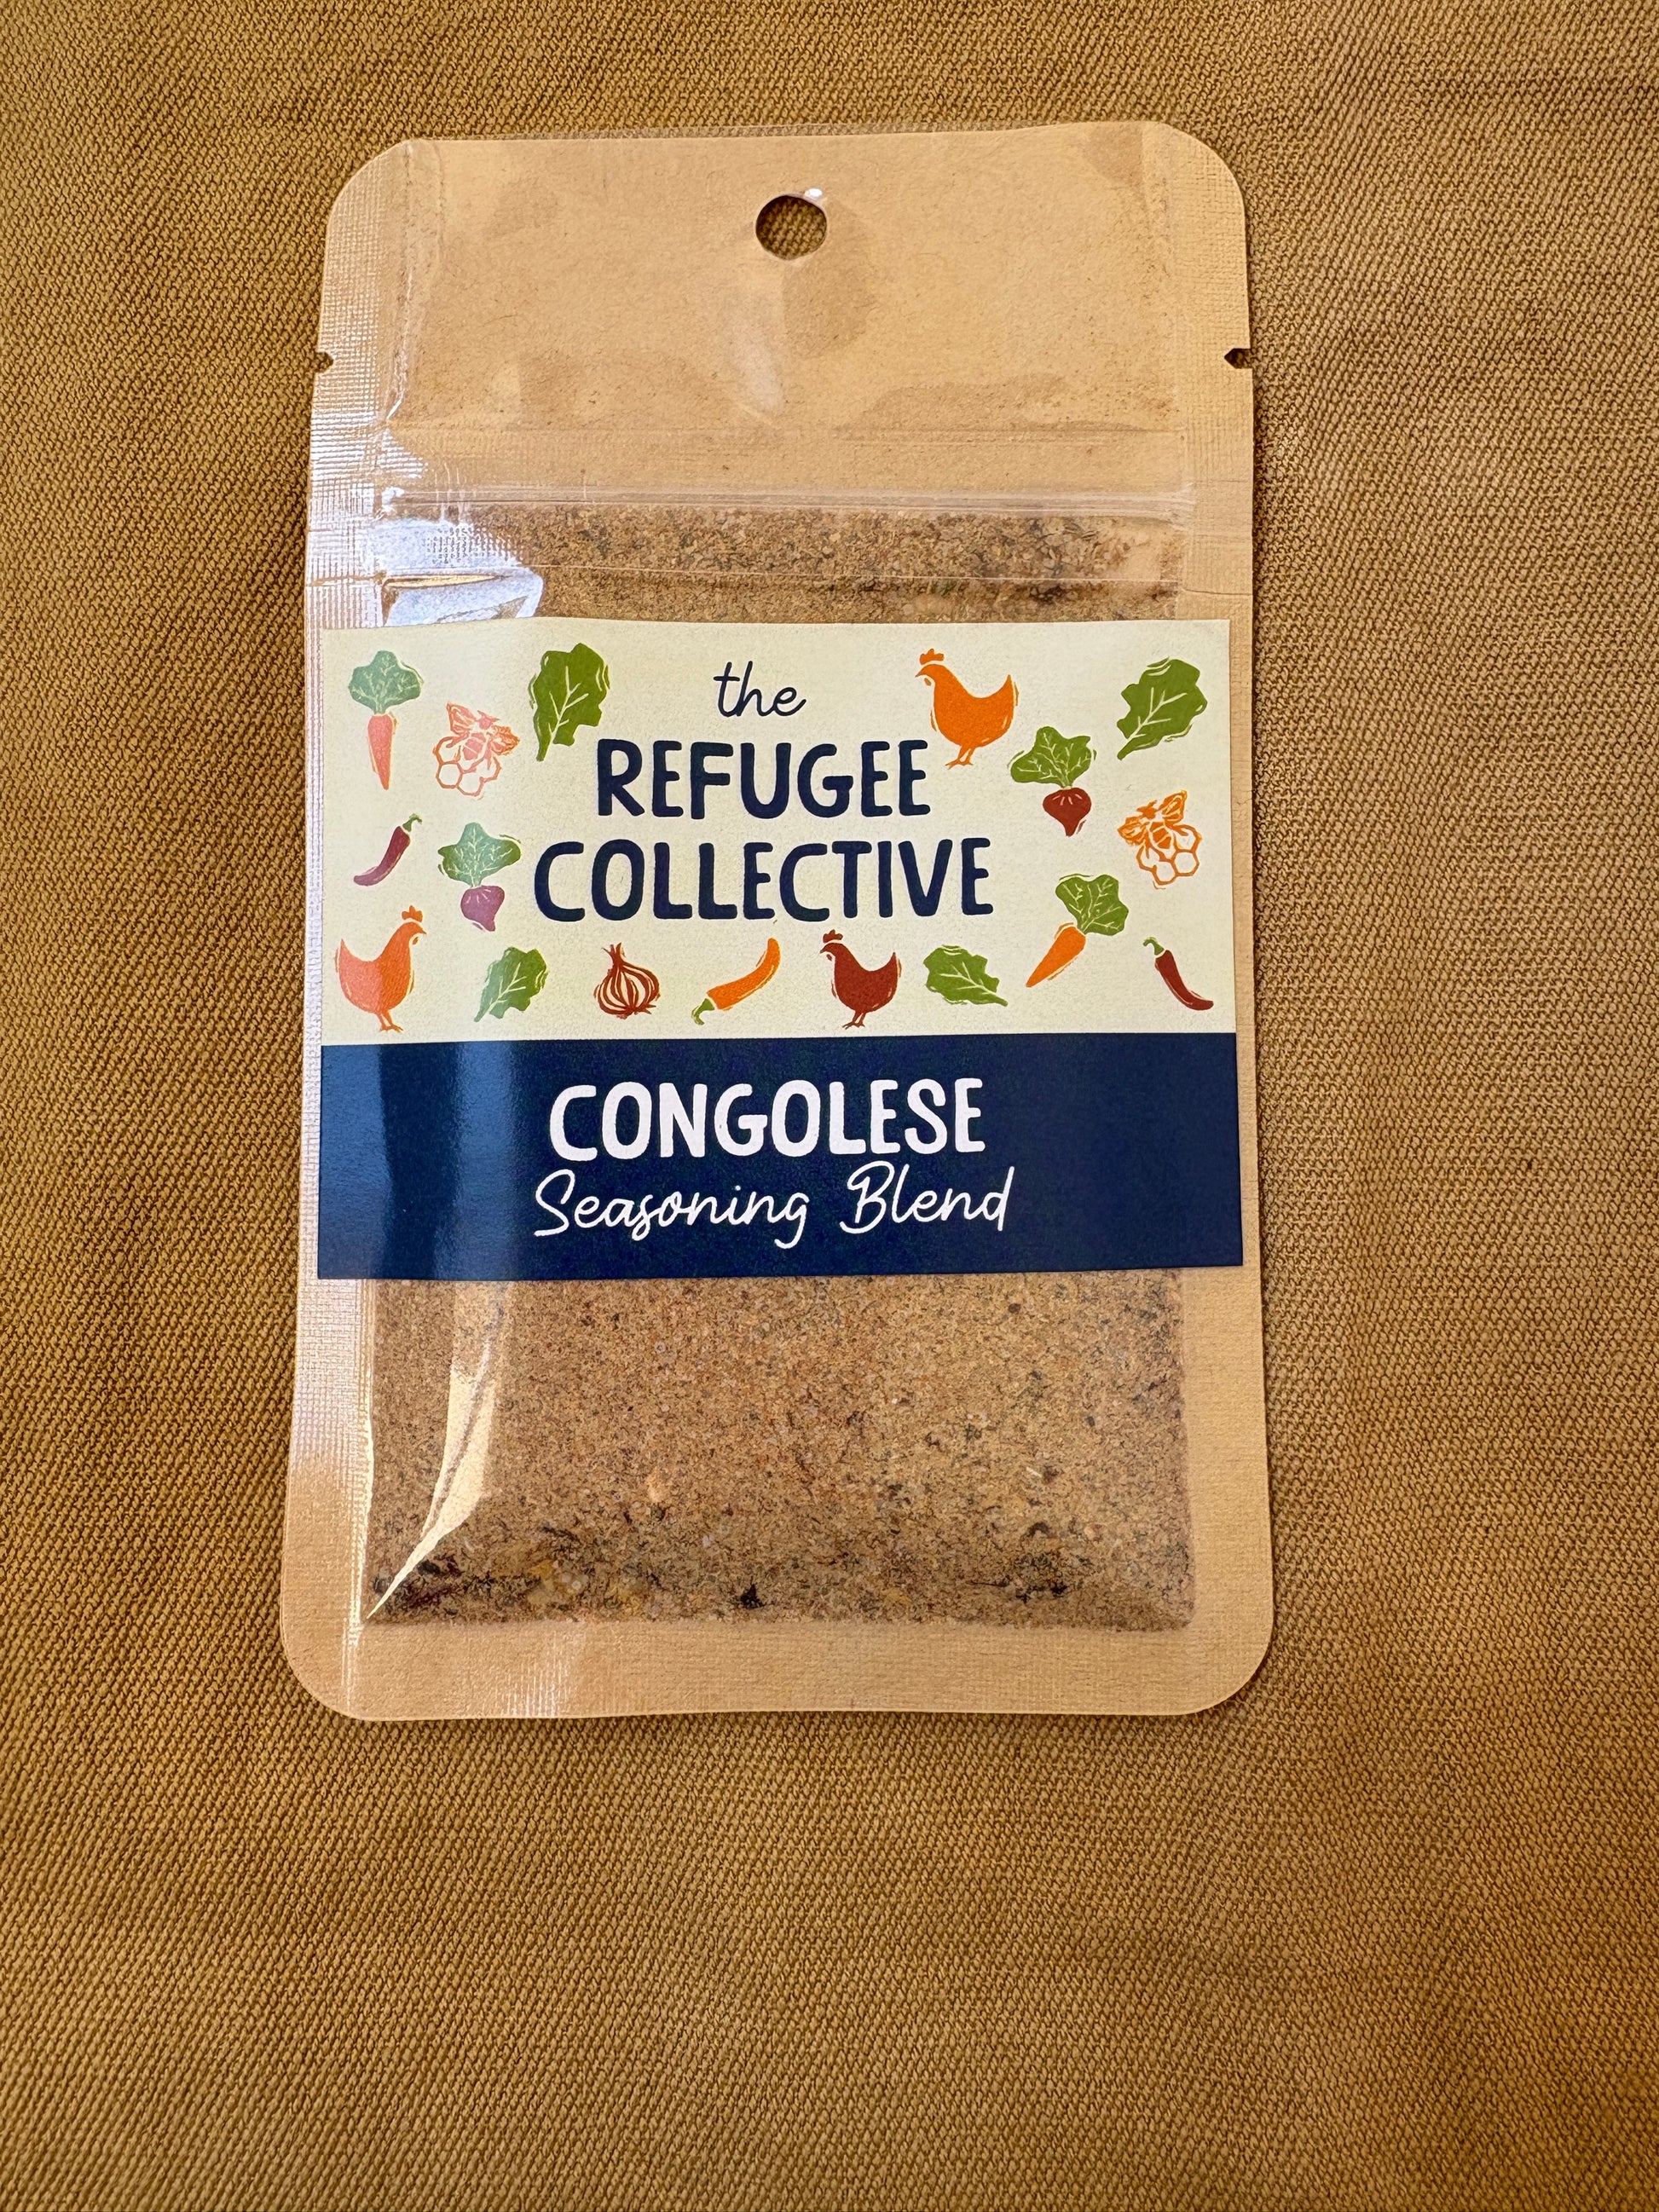 the
REFUGEE
COLLECTIVE
CONGOLESE
Seasoning Blend